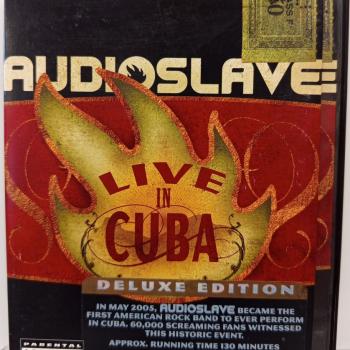 AUDIOSLAVE
LIVE
IN
CUBA
DELUXE EDITION
IN MAY 2005, AUDIOSLAVE BECAME THE
FIRST AMERICAN ROCK BAND TO EVER PERFORM
IN CUBA. 60,000 SCREAMING FANS WITNESSED
THIS HISTORIC EVENT.
APPROX. RUNNING TIME 130 MINUTES
PARENTAL